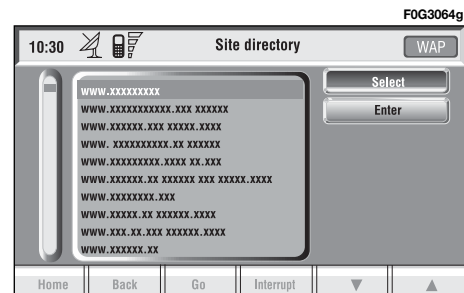 F0G3064g
10:30 Site directory WAP
www.xxxxxxxxx
www.xxxxxxxxxxx.xxx xxxxxx
www.xxxxxx.xxx xxxxx.xxxx
www. xxxxxxxxxx.xx xxxxxx
www.xxxxxxxxx.xxxx xx.xxx
www.xxxxxx.xx xxxxxx xxx xxxxx.xxxx
www.xxxxxxxx.xxx
www.xxxxx.xx xxxxxx.xxxx
www.xxx.xx.xxx xxxxxx.xxxx
www.xxxxxx.xx
Select
Enter
Home Back Go Interrupt